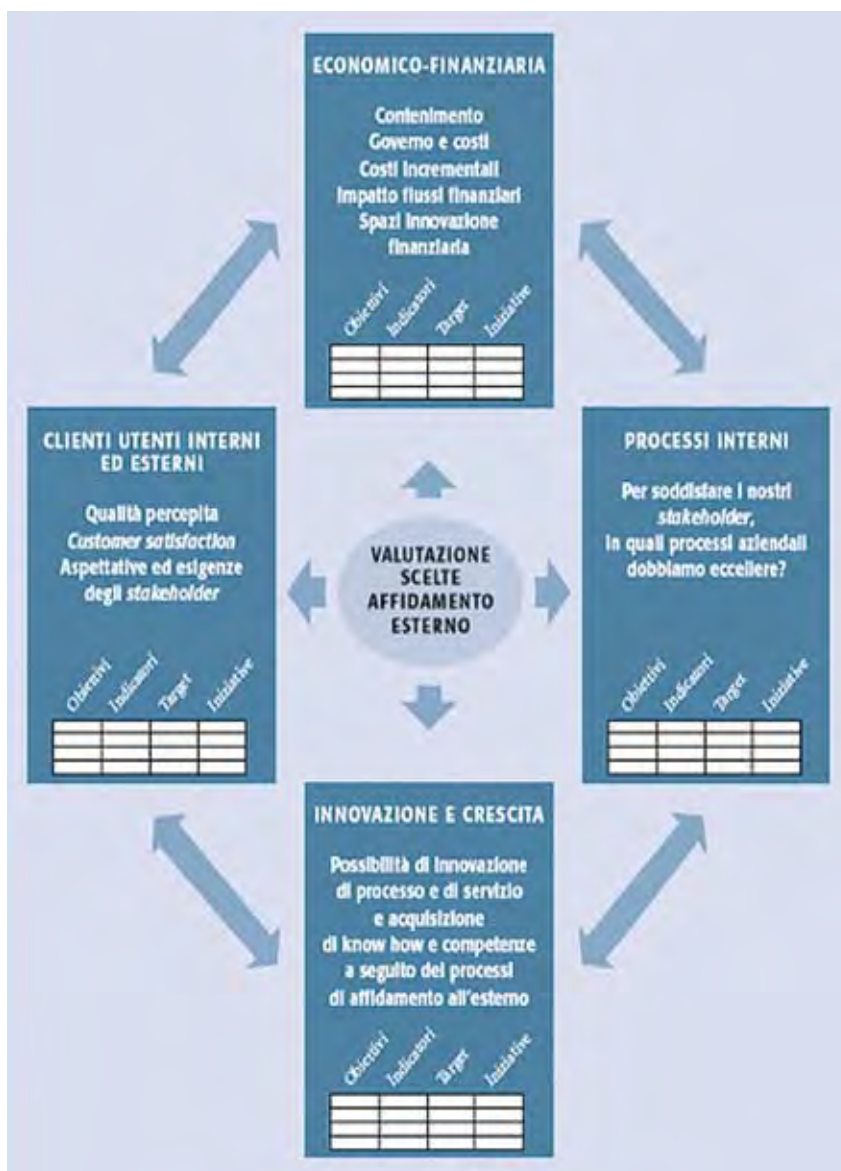 ECONOMICO-FINANZIARIA
Contenimento
Governo e costi
Costi incrementali
Impatto flussi finanziari
Spazi innovazione
finanziaria
Obiettivi
Indicatori
Target
Iniziative
CLIENTI UTENTI INTERNI
ED ESTERNI
Qualità percepita
Customer satisfaction
Aspettative ed esigenze
degli stakeholder
Obiettivi
Indicatori
Target
Iniziative
VALUTAZIONE
SCELTE
AFFIDAMENTO
ESTERNO
PROCESSI INTERNI
Per soddisfare i nostri
stakeholder,
in quali processi aziendali
dobbiamo eccellere?
Obiettivi
Indicatori
Target
Iniziative
INNOVAZIONE E CRESCITA
Possibilità di innovazione
di processo e di servizio
e acquisizione
di know how e competenze
a seguito dei processi
di affidamento all'esterno
Obiettivi
Indicatori
Target
Iniziative